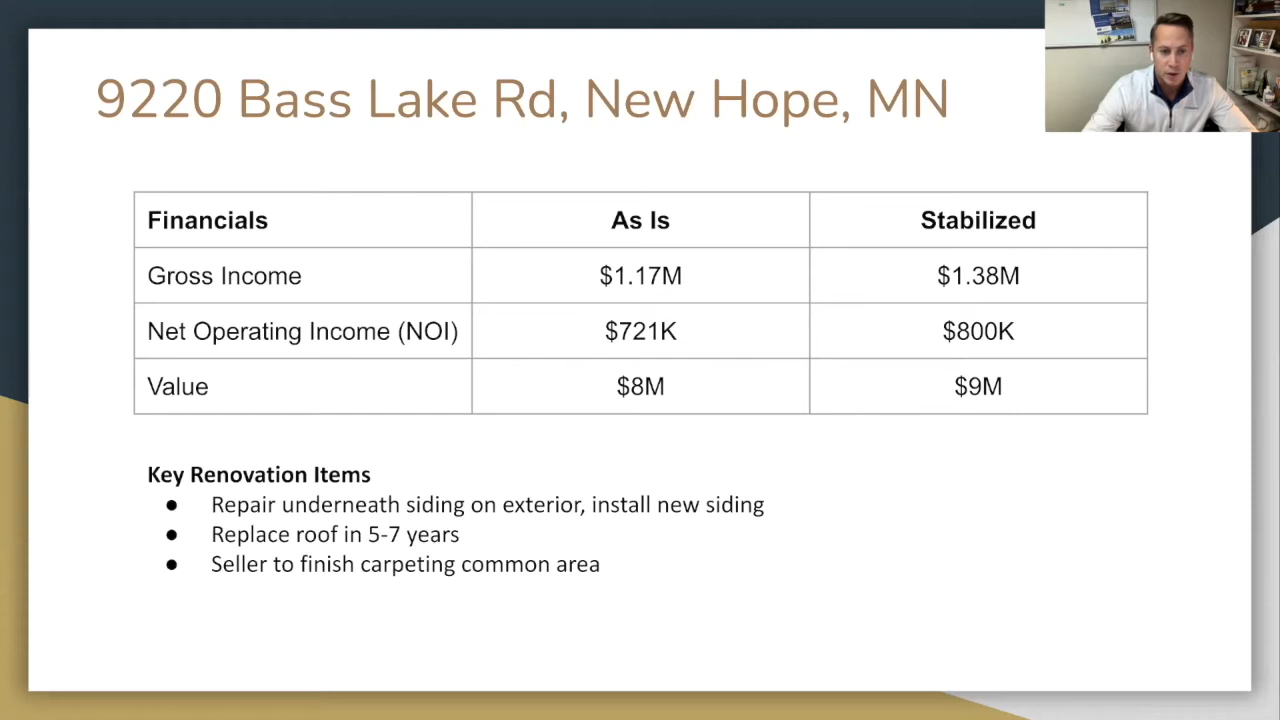 9220 Bass Lake Rd, New Hope, MN
Financials As Is Stabilized
Gross Income $1.17M $1.38M
Net Operating Income (NOI) $721K $800K
Value $8M $9M
Key Renovation Items
● Repair underneath siding on exterior, install new siding
● Replace roof in 5-7 years
● Seller to finish carpeting common area